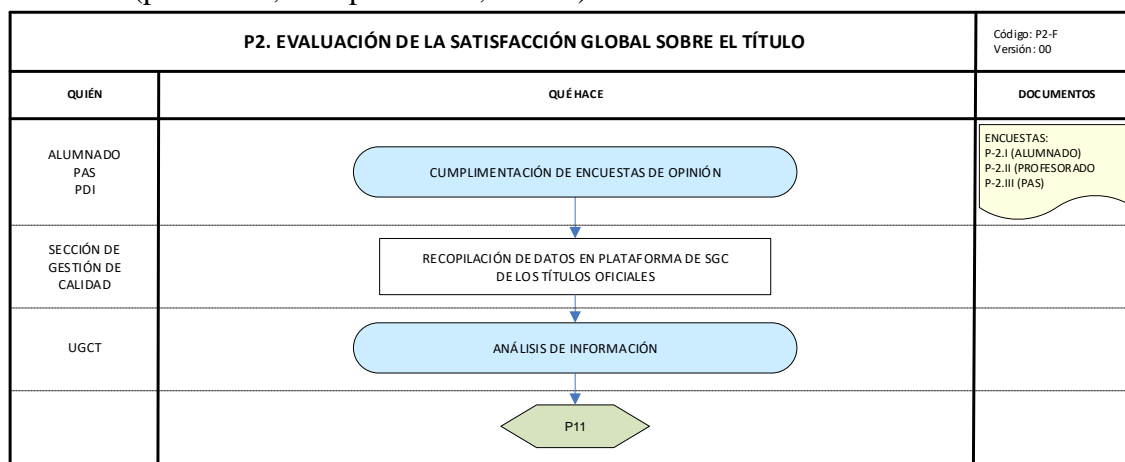 P2. EVALUACIÓN DE LA SATISFACCIÓN GLOBAL SOBRE EL TÍTULO
Código: P2-F
Versión: 00
QUIÉN
QUÉ HACE
DOCUMENTOS
ALUMNADO
PAS
PDI
CUMPLIMENTACIÓN DE ENCUESTAS DE OPINIÓN
ENCUESTAS:
P-2.I (ALUMNADO)
P-2.II (PROFESORADO
P-2.III (PAS)
SECCIÓN DE
GESTIÓN DE
CALIDAD
RECOPILACIÓN DE DATOS EN PLATAFORMA DE SGC
DE LOS TÍTULOS OFICIALES
UGCT
ANÁLISIS DE INFORMACIÓN
P11